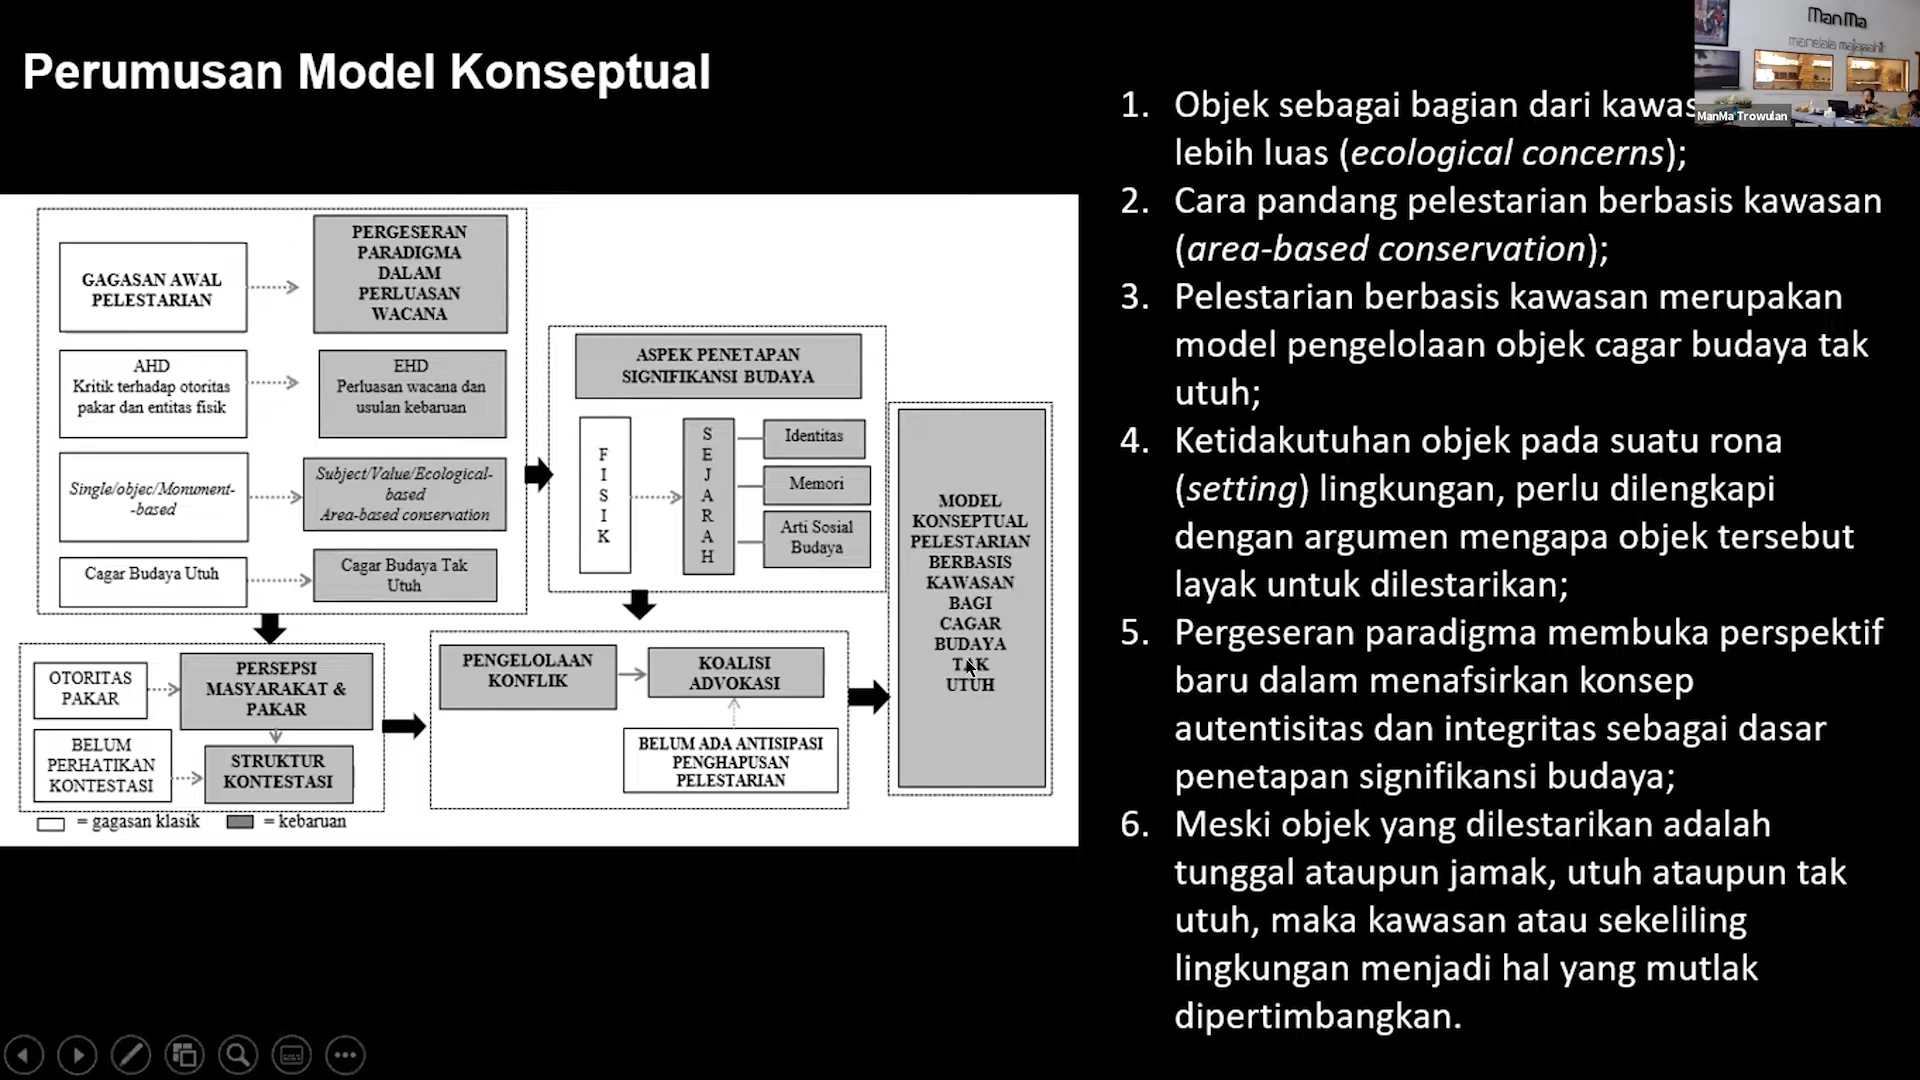 Perumusan Model Konseptual
ManMa
mandala majapahit
ManMa Trowulan
GAGASAN AWAL
PELESTARIAN
PERGESERAN
PARADIGMA
DALAM
PERLUASAN
WACANA
AHD
Kritik terhadap otoritas
pakar dan entitas fisik
EHD
Perluasan wacana dan
usulan kebaruan
Single/objec/Monument-
-based
Subject/Value/Ecological-
based
Area-based conservation
Cagar Budaya Utuh
Cagar Budaya Tak
Utuh
ASPEK PENETAPAN
SIGNIFIKANSI BUDAYA
F
I
S
I
K
S
E
J
A
R
A
H
Identitas
Memori
Arti Sosial
Budaya
OTORITAS
PAKAR
PERSEPSI
MASYARAKAT &
PAKAR
BELUM
PERHATIKAN
KONTESTASI
STRUKTUR
KONTESTASI
PENGELOLAAN
KONFLIK
KOALISI
ADVOKASI
BELUM ADA ANTISIPASI
PENGHAPUSAN
PELESTARIAN
MODEL
KONSEPTUAL
PELESTARIAN
BERBASIS
KAWASAN
BAGI
CAGAR
BUDAYA
TAK
UTUH
= gagasan klasik
= kebaruan
1. Objek sebagai bagian dari kawas
lebih luas (ecological concerns);
2. Cara pandang pelestarian berbasis kawasan
(area-based conservation);
3. Pelestarian berbasis kawasan merupakan
model pengelolaan objek cagar budaya tak
utuh;
4. Ketidakutuhan objek pada suatu rona
(setting) lingkungan, perlu dilengkapi
dengan argumen mengapa objek tersebut
layak untuk dilestarikan;
5. Pergeseran paradigma membuka perspektif
baru dalam menafsirkan konsep
autentisitas dan integritas sebagai dasar
penetapan signifikansi budaya;
6. Meski objek yang dilestarikan adalah
tunggal ataupun jamak, utuh ataupun tak
utuh, maka kawasan atau sekeliling
lingkungan menjadi hal yang mutlak
dipertimbangkan.